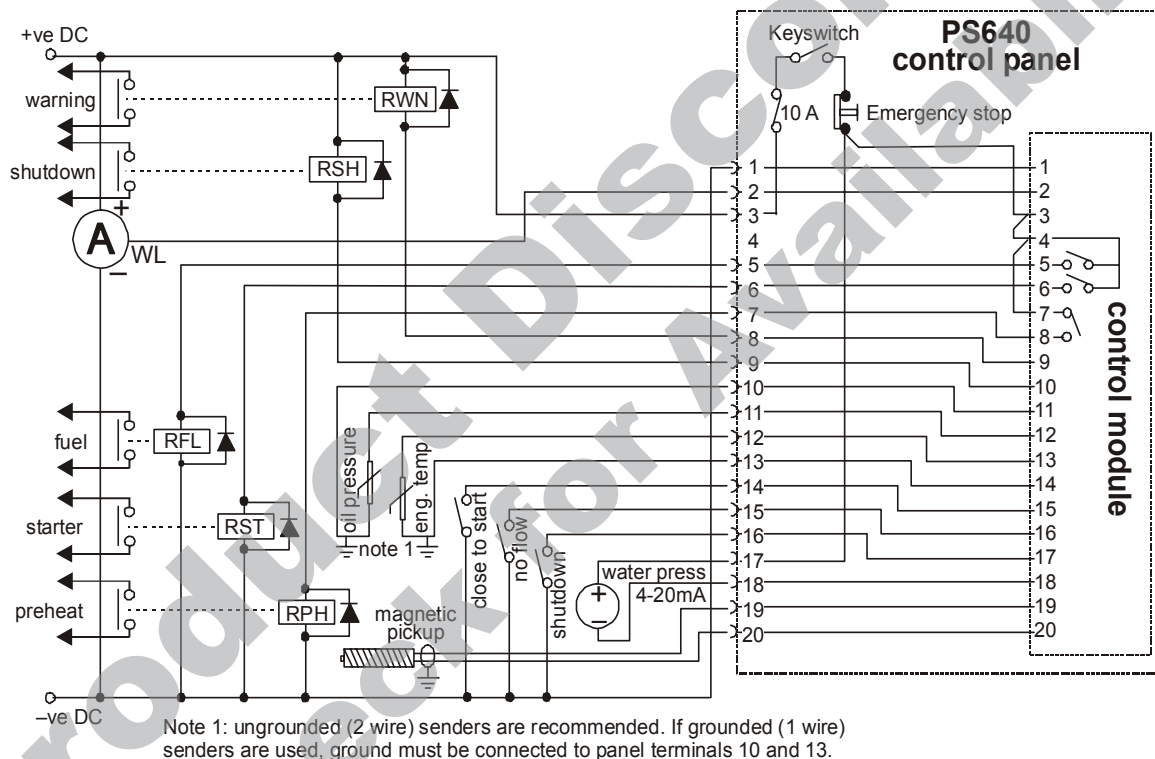 PS640
control panel
Keyswitch
+ve DC
warning
RWN
10 A
Emergency stop
shutdown
RSH
A
+
–
WL
1
2
3
4
5
6
7
8
9
10
11
12
13
14
15
16
17
18
19
20
1
2
3
4
5
6
7
8
9
10
11
12
13
14
15
16
17
18
19
20
control module
fuel
RFL
oil pressure
eng. temp
note 1
starter
RST
close to start
no flow
shutdown
water press
4-20mA
+
–
preheat
RPH
magnetic
pickup
–ve DC
Note 1: ungrounded (2 wire) senders are recommended. If grounded (1 wire)
senders are used, ground must be connected to panel terminals 10 and 13.
roduct Discon
eck for Availabil